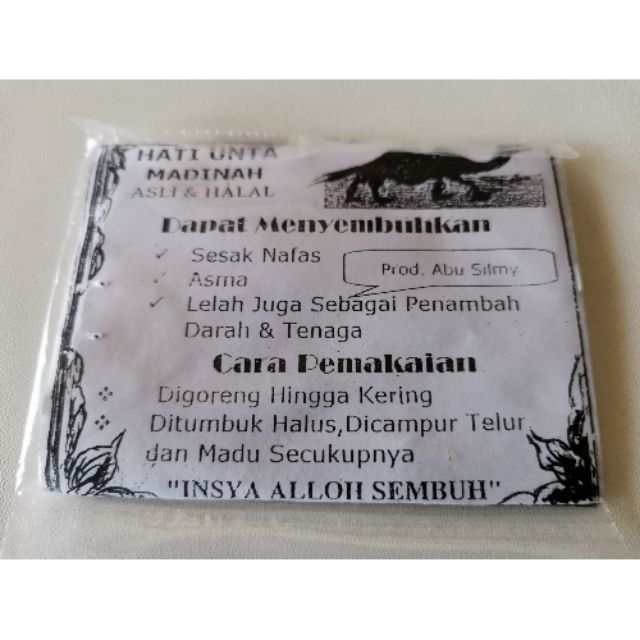 HATI UNTA
MADINAH
ASLI & HALAL
Dapat Menyembuhkan
Sesak Nafas
Asma
Prod. Abu Silmy
Lelah Juga Sebagai Penambah
Darah & Tenaga
Cara Pemakaian
Digoreng Hingga Kering
Ditumbuk Halus,Dicampur Telur
dan Madu Secukupnya
"INSYA ALLOH SEMBUH"